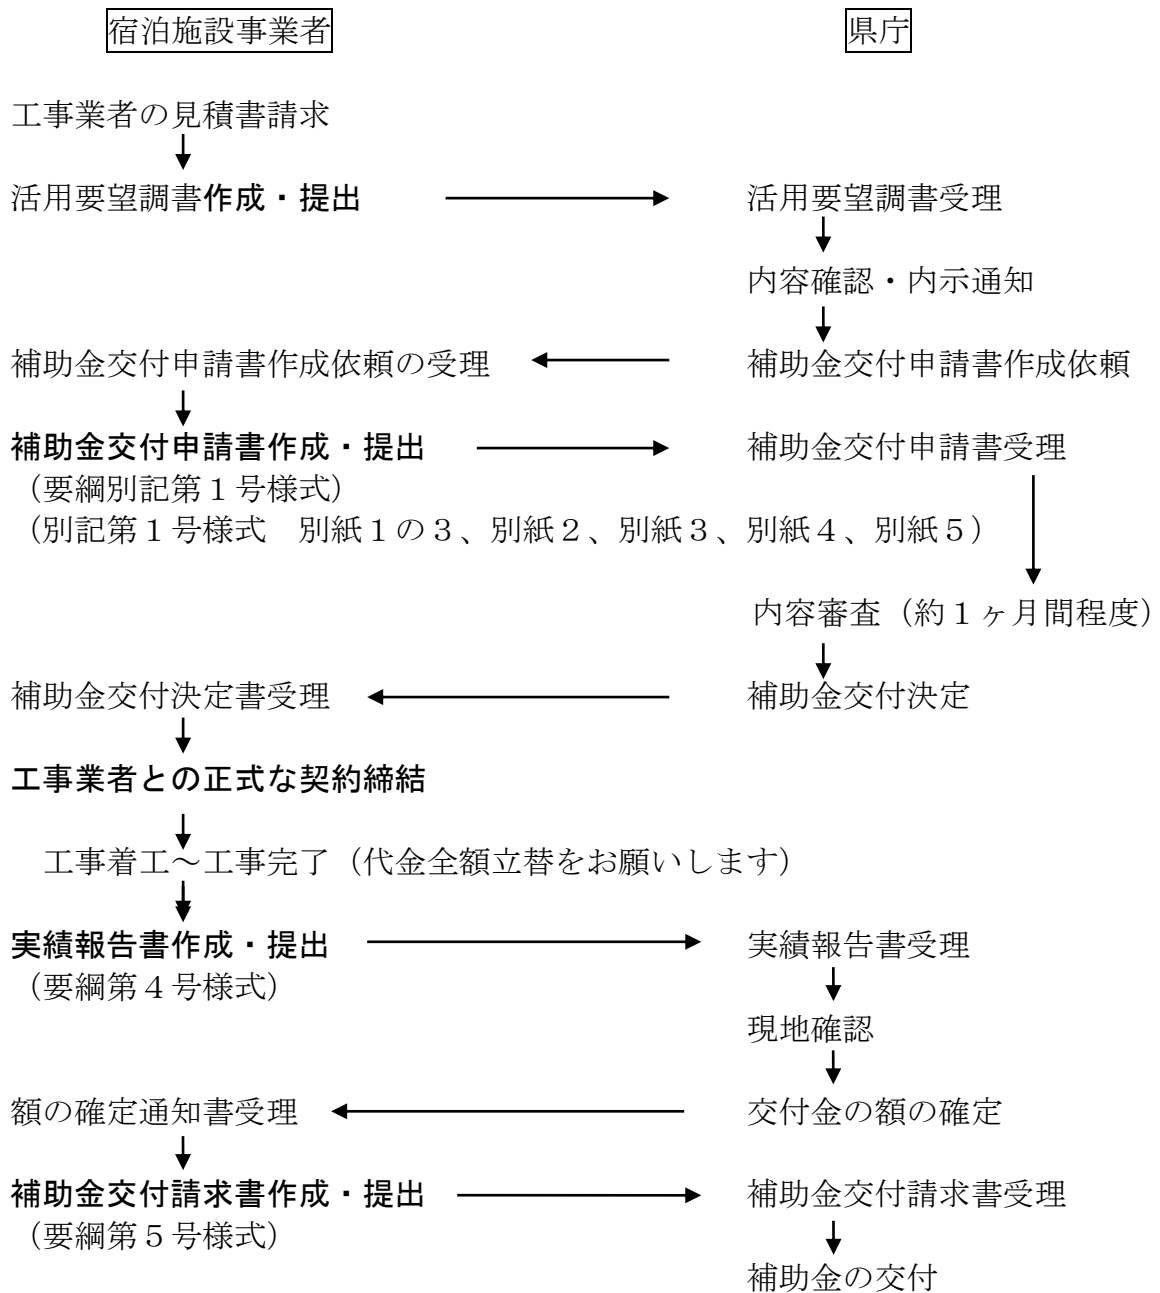 宿泊施設事業者　県庁
工事業者の見積書請求
活用要望調書作成・提出　活用要望調書受理
内容確認・内示通知
補助金交付申請書作成依頼の受理　補助金交付申請書作成依頼
補助金交付申請書作成・提出　補助金交付申請書受理
（要綱別記第１号様式）
（別記第１号様式　別紙１の３、別紙２、別紙３、別紙４、別紙５）
内容審査（約１ヶ月間程度）
補助金交付決定書受理　補助金交付決定
工事業者との正式な契約締結
工事着工～工事完了（代金全額立替をお願いします）
実績報告書作成・提出　実績報告書受理
（要綱第４号様式）
現地確認
額の確定通知書受理　交付金の額の確定
補助金交付請求書作成・提出　補助金交付請求書受理
（要綱第５号様式）
補助金の交付